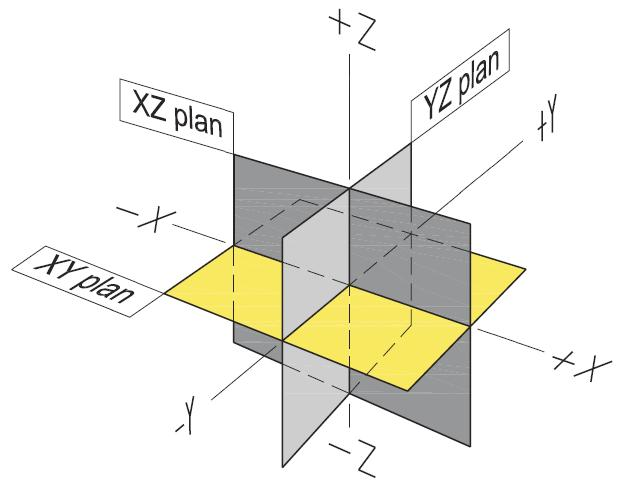 +Z
YZ plan
XZ plan
+Y
-X
XY plan
+X
-Y
-Z